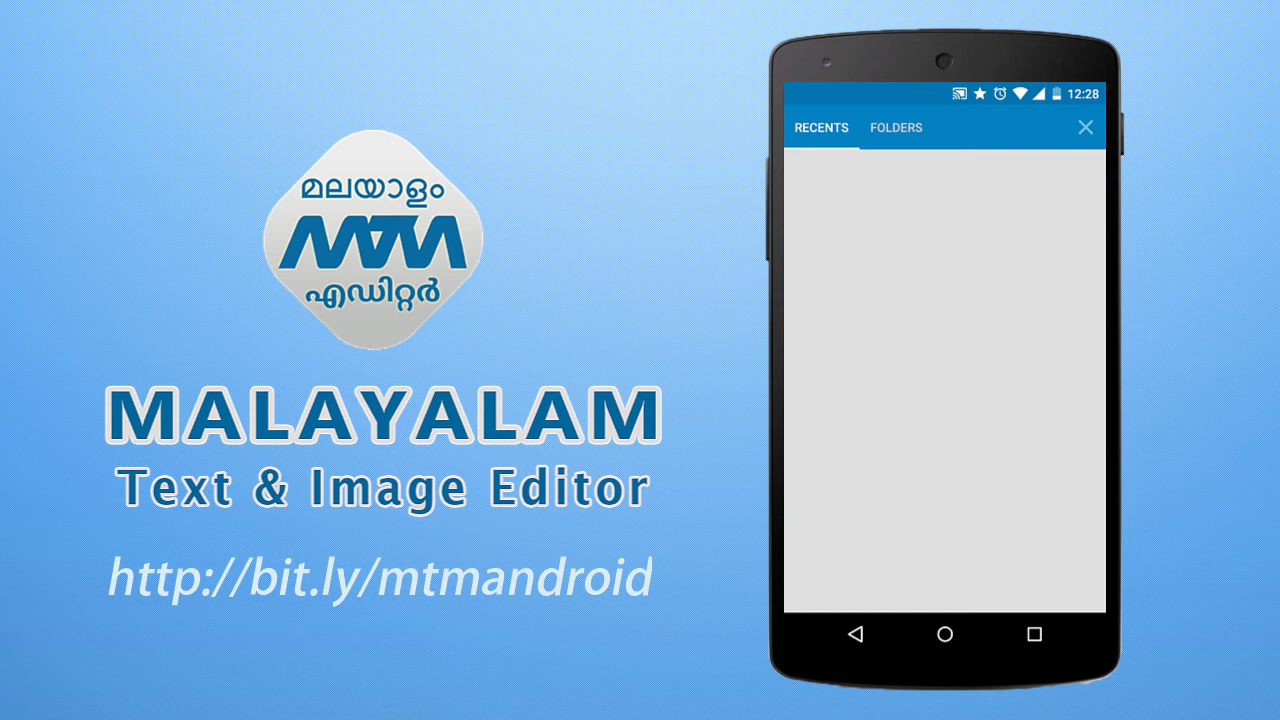 മലയാളം
MTM
എഡിറ്റർ
MALAYALAM
Text & Image Editor
http://bit.ly/mtmandroid
12:28
RECENTS FOLDERS